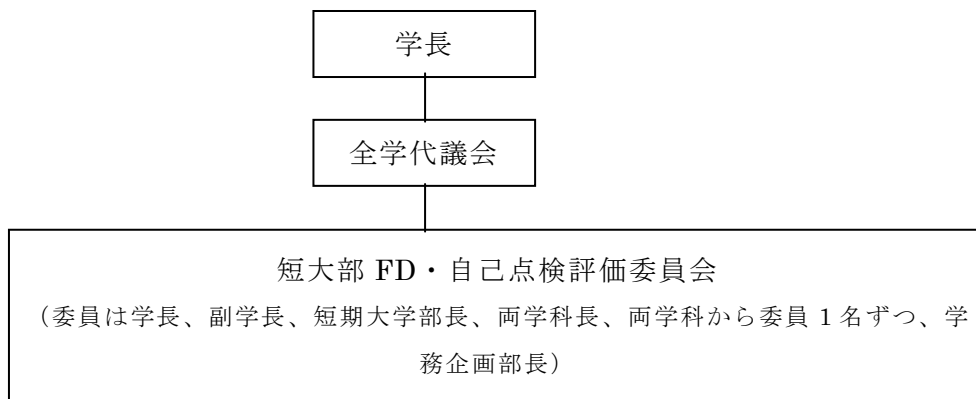 学長
全学代議会
短大部 FD・自己点検評価委員会
（委員は学長、副学長、短期大学部長、両学科長、両学科から委員 1 名ずつ、学
務企画部長）